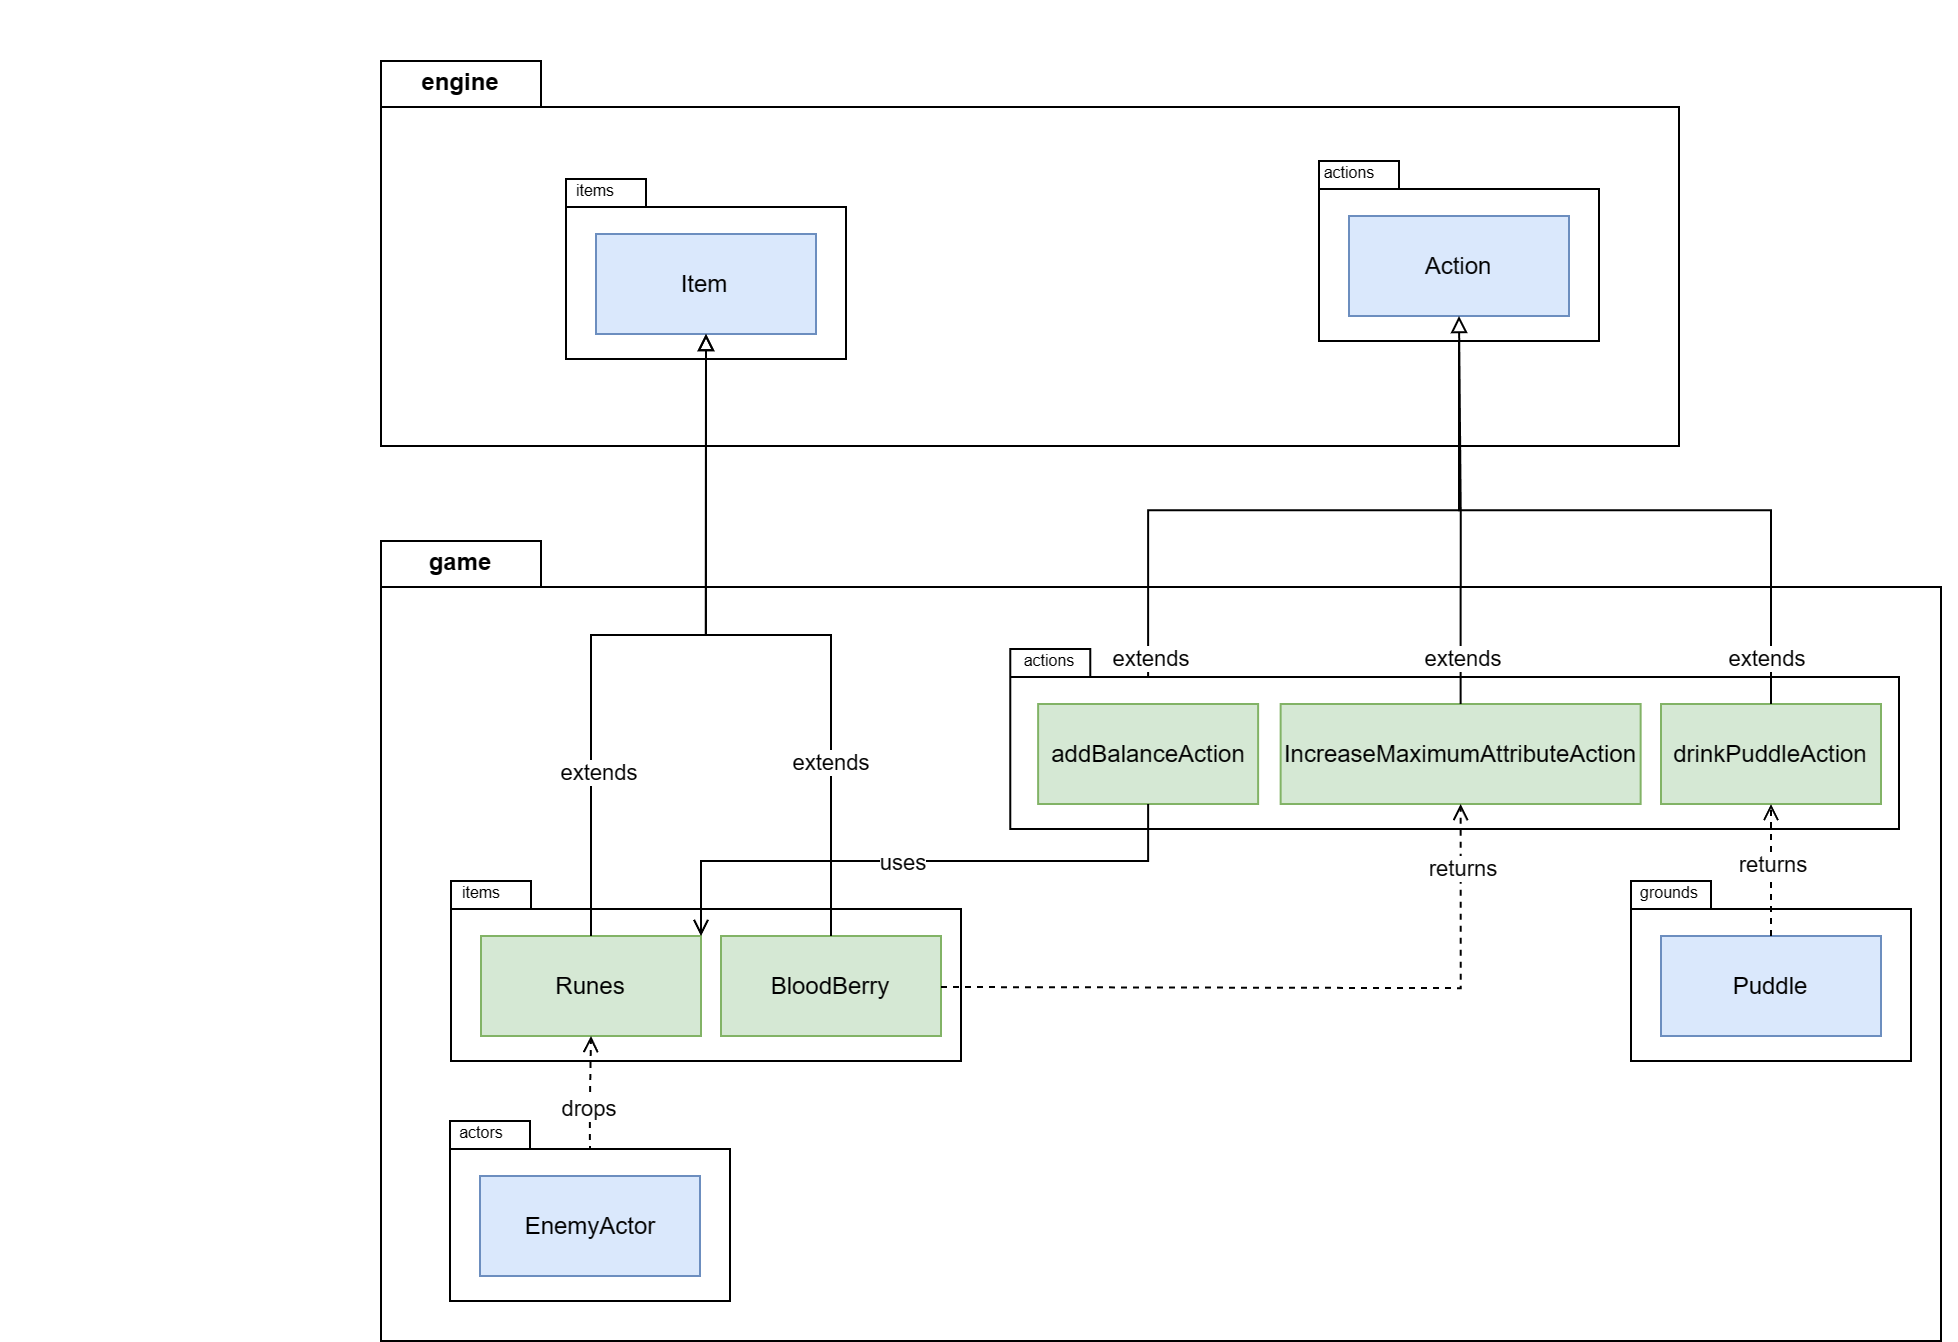 engine
items
actions
Item
Action
game
actions
extends
extends
extends
addBalanceAction
IncreaseMaximumAttributeAction
drinkPuddleAction
extends
extends
uses
returns
returns
items
grounds
Runes
BloodBerry
Puddle
drops
actors
EnemyActor